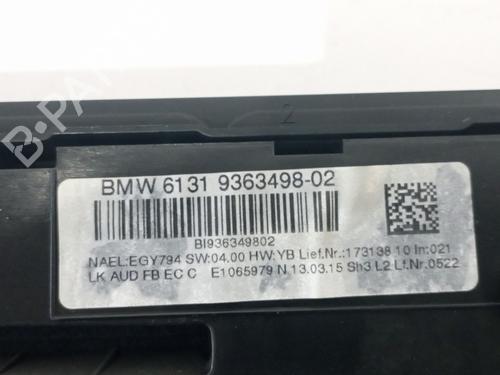 B-PARTS
2
BMW 6131 9363498-02
BI936349802
NAEL:EGY794 SW:04.00 HW:YB Lief.Nr.:173138 10 In:021
LK AUD FB EC C E1065979 N 13.03.15 Sh3 L2 Lf.Nr.0522